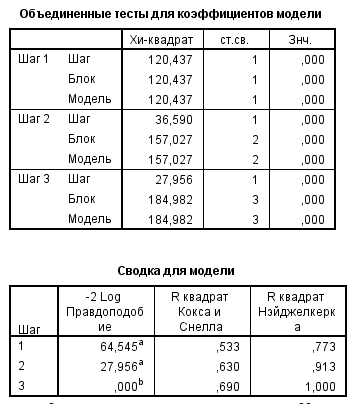 Объединенные тесты для коэффициентов модели
Хи-квадрат ст.св. Знч.
Шаг 1 Шаг 120,437 1 ,000
Блок 120,437 1 ,000
Модель 120,437 1 ,000
Шаг 2 Шаг 36,590 1 ,000
Блок 157,027 2 ,000
Модель 157,027 2 ,000
Шаг 3 Шаг 27,956 1 ,000
Блок 184,982 3 ,000
Модель 184,982 3 ,000
Сводка для модели
-2 Log R квадрат R квадрат
Правдоподоб Кокса и Нэйджелкерк
Шаг ие Снелла а
1 64,545a ,533 ,773
2 27,956a ,630 ,913
3 ,000b ,690 1,000